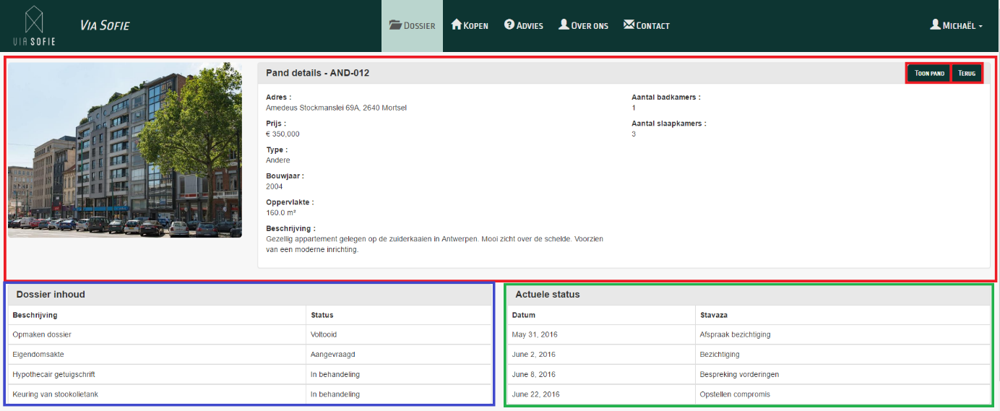 VIA SOFIE
Via Sofie
Dossier
Kopen
Advies
Over ons
Contact
Michaël
Pand details - AND-012
Toon pand
Terug
Adres :
Amedeus Stockmanslei 69A, 2640 Mortsel
Prijs :
€ 350,000
Type :
Andere
Bouwjaar :
2004
Oppervlakte :
160.0 m²
Beschrijving :
Gezellig appartement gelegen op de zuiderkaaien in Antwerpen. Mooi zicht over de schelde. Voorzien
van een moderne inrichting.
Aantal badkamers :
1
Aantal slaapkamers :
3
Dossier inhoud
Beschrijving Status
Opmaken dossier Voltooid
Eigendomsakte Aangevraagd
Hypothecair getuigschrift In behandeling
Keuring van stookolietank In behandeling
Actuele status
Datum Stavaza
May 31, 2016 Afspraak bezichtiging
June 2, 2016 Bezichtiging
June 8, 2016 Bespreking vorderingen
June 22, 2016 Opstellen compromis